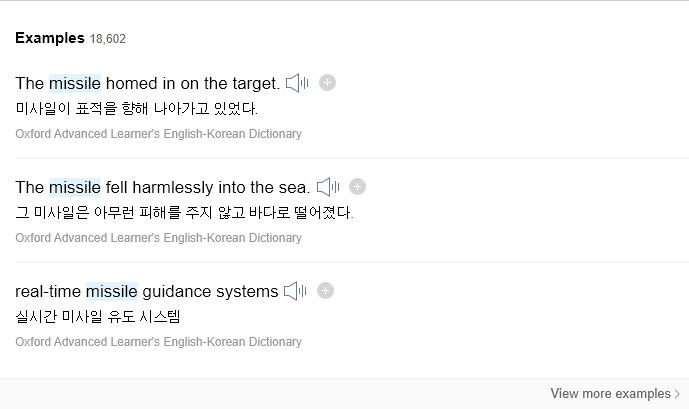 Examples 18,602
The missile homed in on the target.
미사일이 표적을 향해 나아가고 있었다.
Oxford Advanced Learner's English-Korean Dictionary
The missile fell harmlessly into the sea.
그 미사일은 아무런 피해를 주지 않고 바다로 떨어졌다.
Oxford Advanced Learner's English-Korean Dictionary
real-time missile guidance systems
실시간 미사일 유도 시스템
Oxford Advanced Learner's English-Korean Dictionary
View more examples